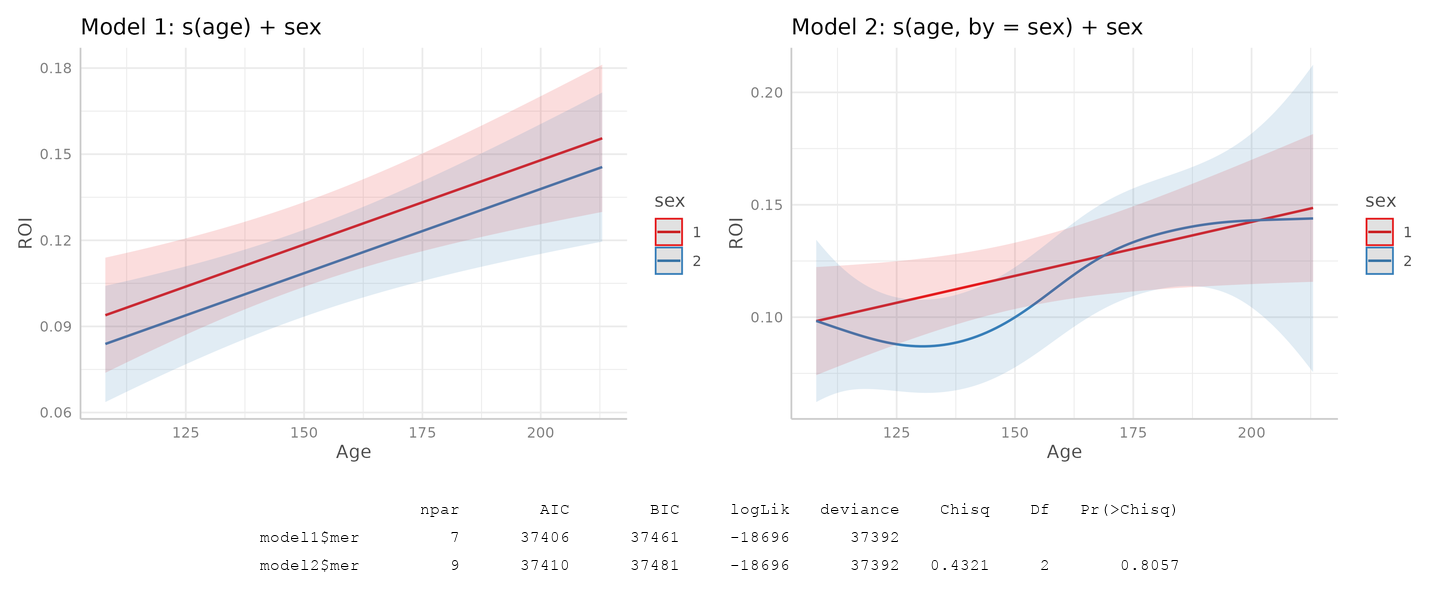 Model 1: s(age) + sex
0.18
0.15
0.12
0.09
0.06
ROI
125 150 175 200
Age
sex
1
2
Model 2: s(age, by = sex) + sex
0.20
0.15
0.10
ROI
125 150 175 200
Age
sex
1
2
npar AIC BIC logLik deviance Chisq Df Pr(>Chisq)
model1$mer 7 37406 37461 -18696 37392
model2$mer 9 37410 37481 -18696 37392 0.4321 2 0.8057